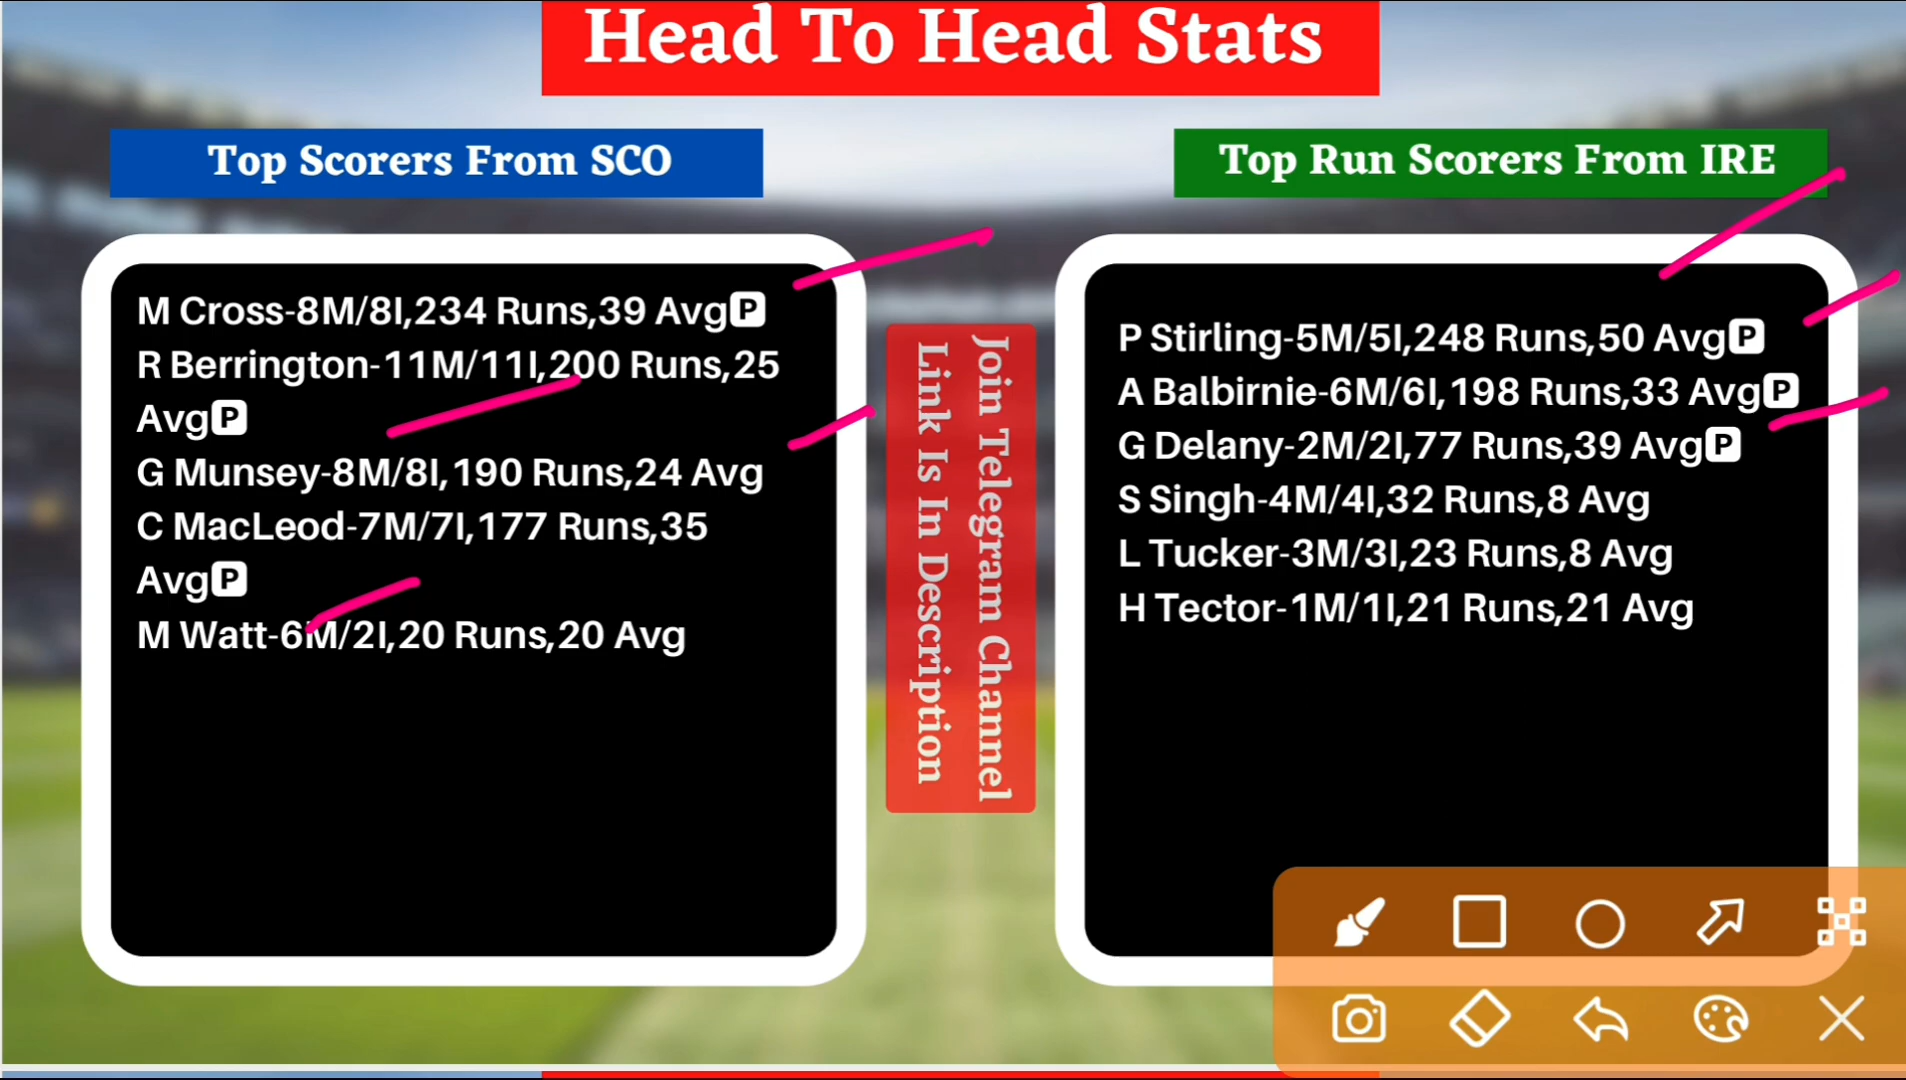 Head To Head Stats
Top Scorers From SCO
M Cross-8M/8I,234 Runs,39 Avg🅿
R Berrington-11M/11I,200 Runs,25
Avg🅿
G Munsey-8M/8I,190 Runs,24 Avg
C MacLeod-7M/7I,177 Runs,35
Avg🅿
M Watt-6M/2I,20 Runs,20 Avg
Join Telegram Channel
Link Is In Description
Top Run Scorers From IRE
P Stirling-5M/5I,248 Runs,50 Avg🅿
A Balbirnie-6M/6I,198 Runs,33 Avg🅿
G Delany-2M/2I,77 Runs,39 Avg🅿
S Singh-4M/4I,32 Runs,8 Avg
L Tucker-3M/3I,23 Runs,8 Avg
H Tector-1M/1I,21 Runs,21 Avg